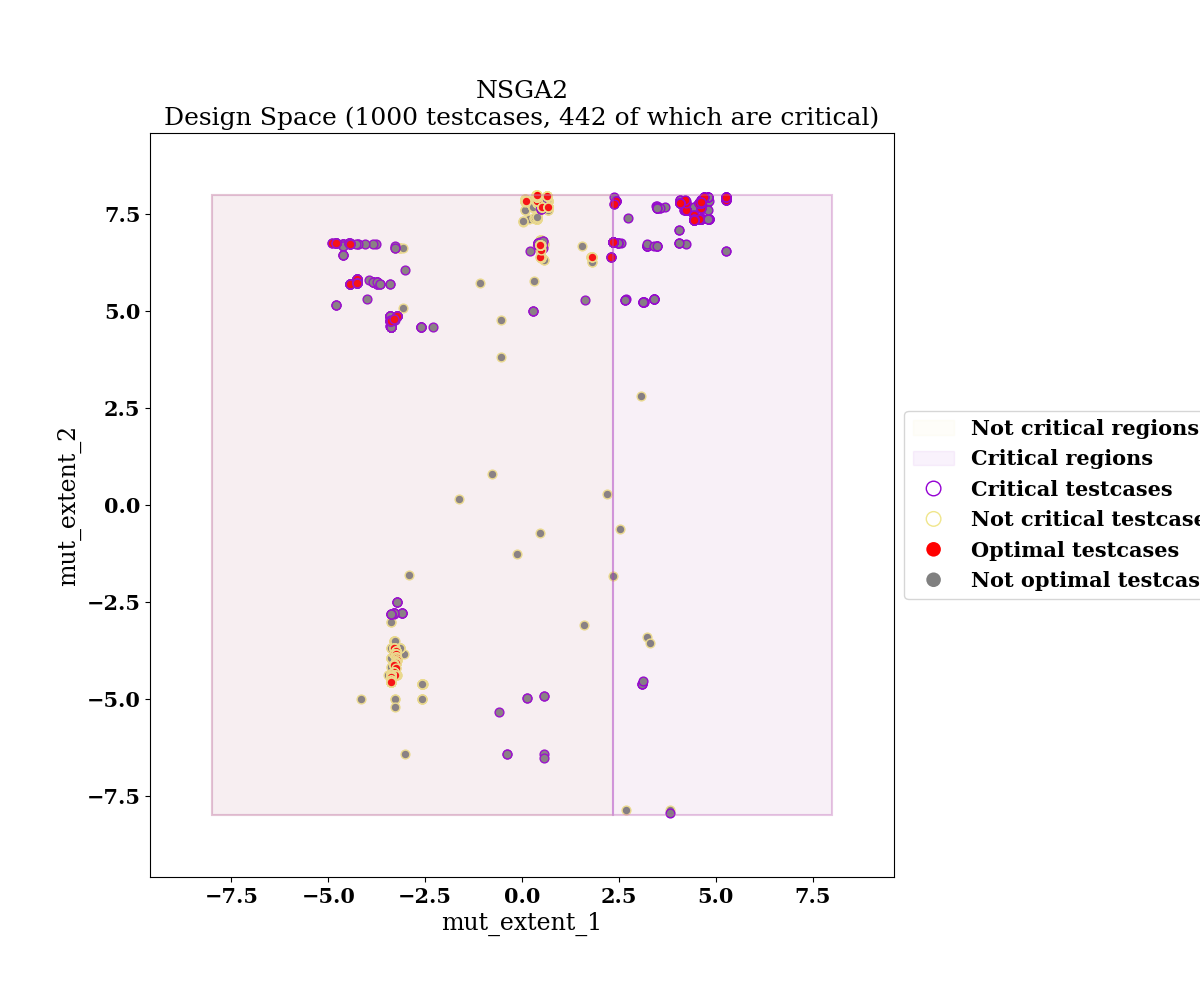 NSGA2
Design Space (1000 testcases, 442 of which are critical)
7.5
5.0
2.5
0.0
−2.5
−5.0
−7.5
mut_extent_2
−7.5
−5.0
−2.5
0.0
2.5
5.0
7.5
mut_extent_1
Not critical regions
Critical regions
Critical testcases
Not critical testcase
Optimal testcases
Not optimal testcas